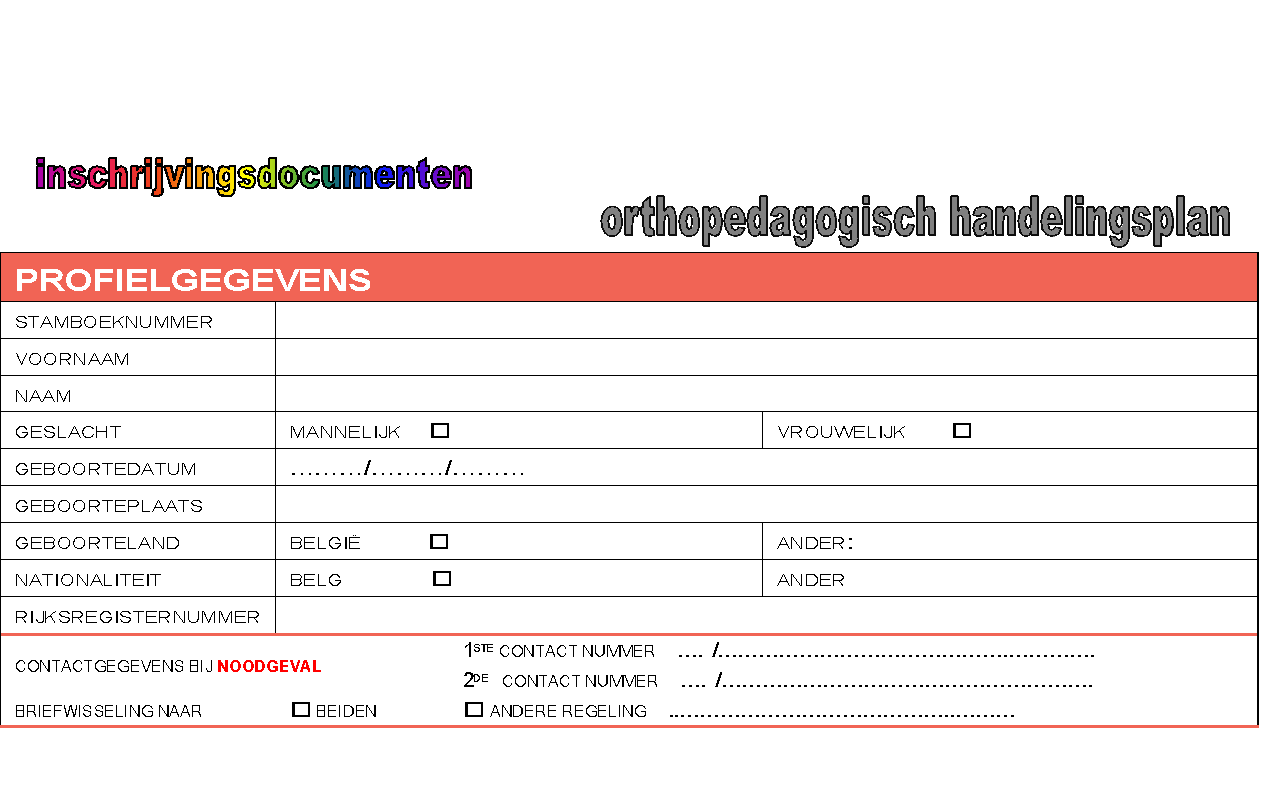 inschrijvingsdocumenten
orthopedagogisch handelingsplan
PROFIELGEGEVENS
STAMBOEKNUMMER
VOORNAAM
NAAM
GESLACHT MANNELIJK ☐ VROUWELIJK ☐
GEBOORTEDATUM ………/………/………
GEBOORTEPLAATS
GEBOORTELAND BELGIË ☐ ANDER:
NATIONALITEIT BELG ☐ ANDER
RIJKSREGISTERNUMMER
CONTACTGEGEVENS BIJ NOODGEVAL
1STE CONTACT NUMMER …. /…………………………………………………………….
2DE CONTACT NUMMER …. /…………………………………………………………….
BRIEFWISSELING NAAR ☐ BEIDEN ☐ ANDERE REGELING ………………………………………………………